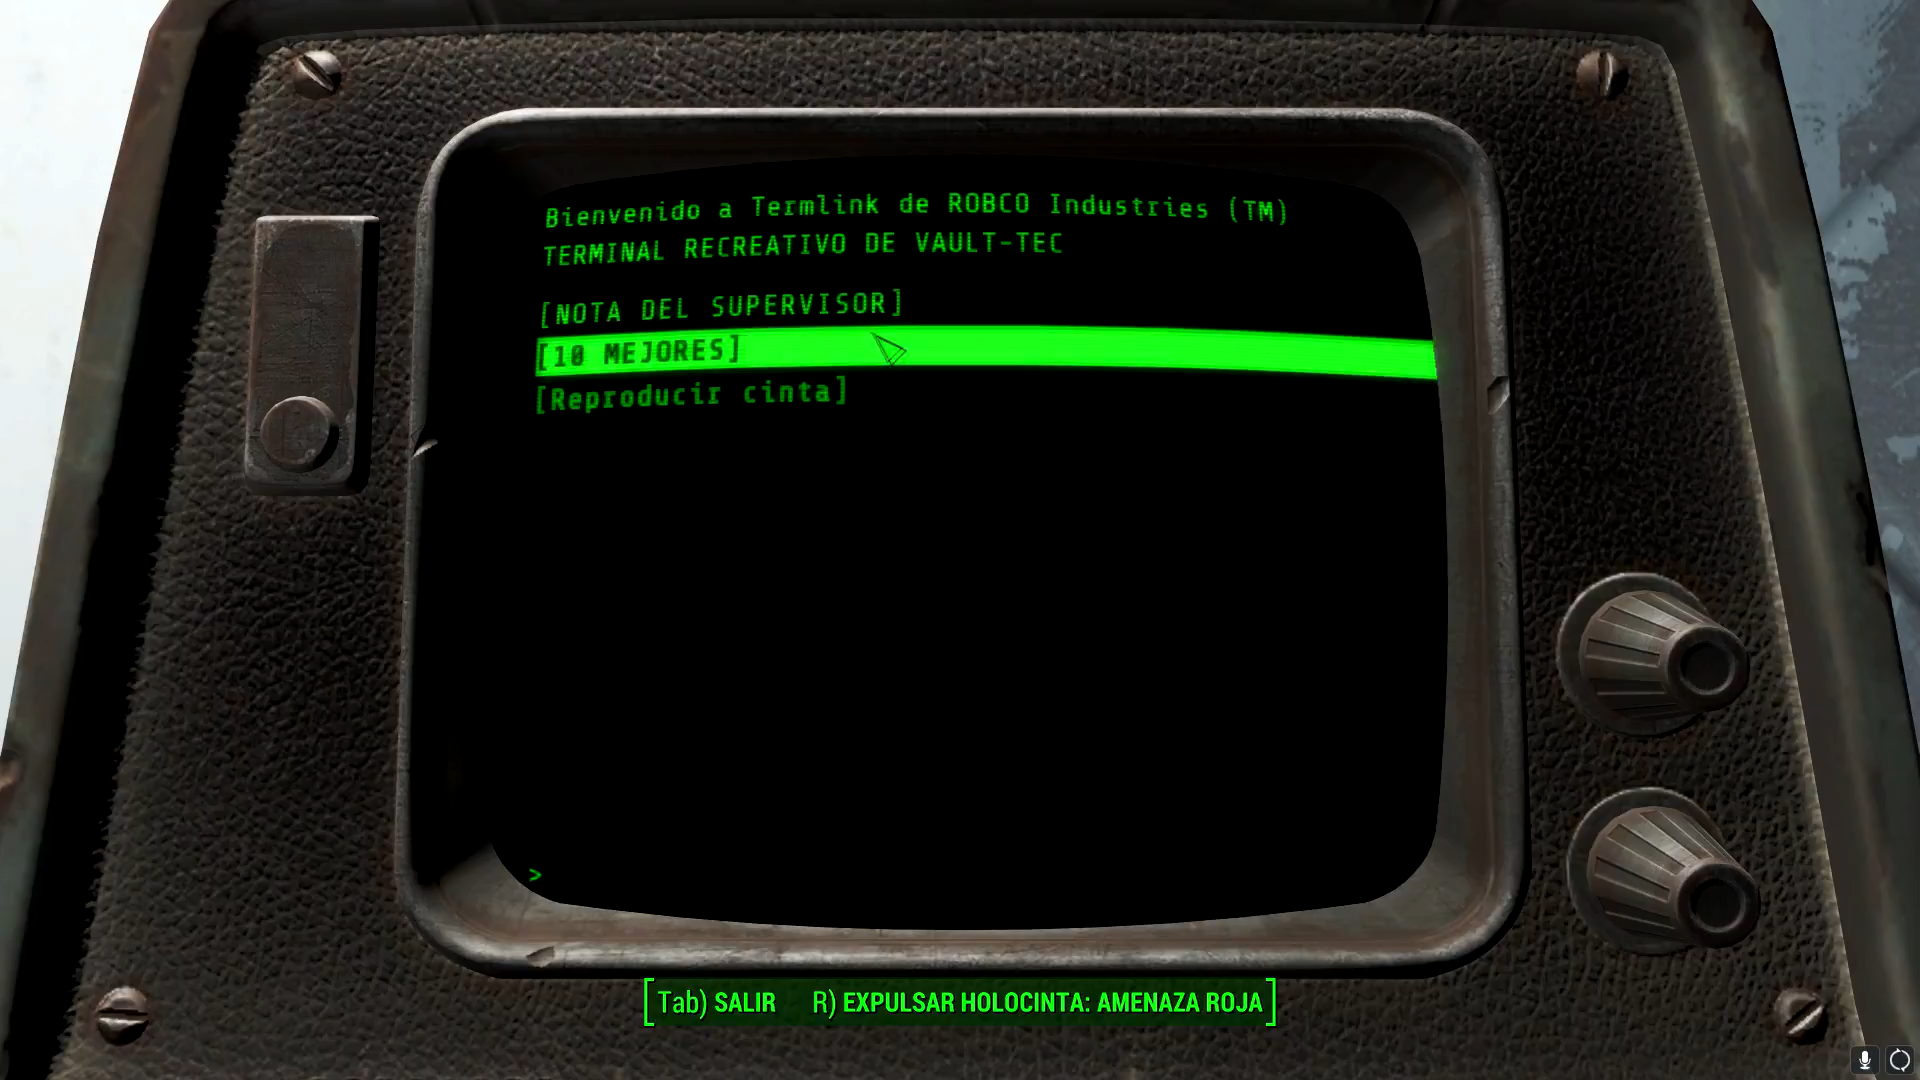 Bienvenido a Termlink de ROBCO Industries (TM)
TERMINAL RECREATIVO DE VAULT-TEC
[NOTA DEL SUPERVISOR]
[10 MEJORES]
[Reproducir cinta]
>
[Tab) SALIR R) EXPULSAR HOLOCINTA: AMENAZA ROJA]